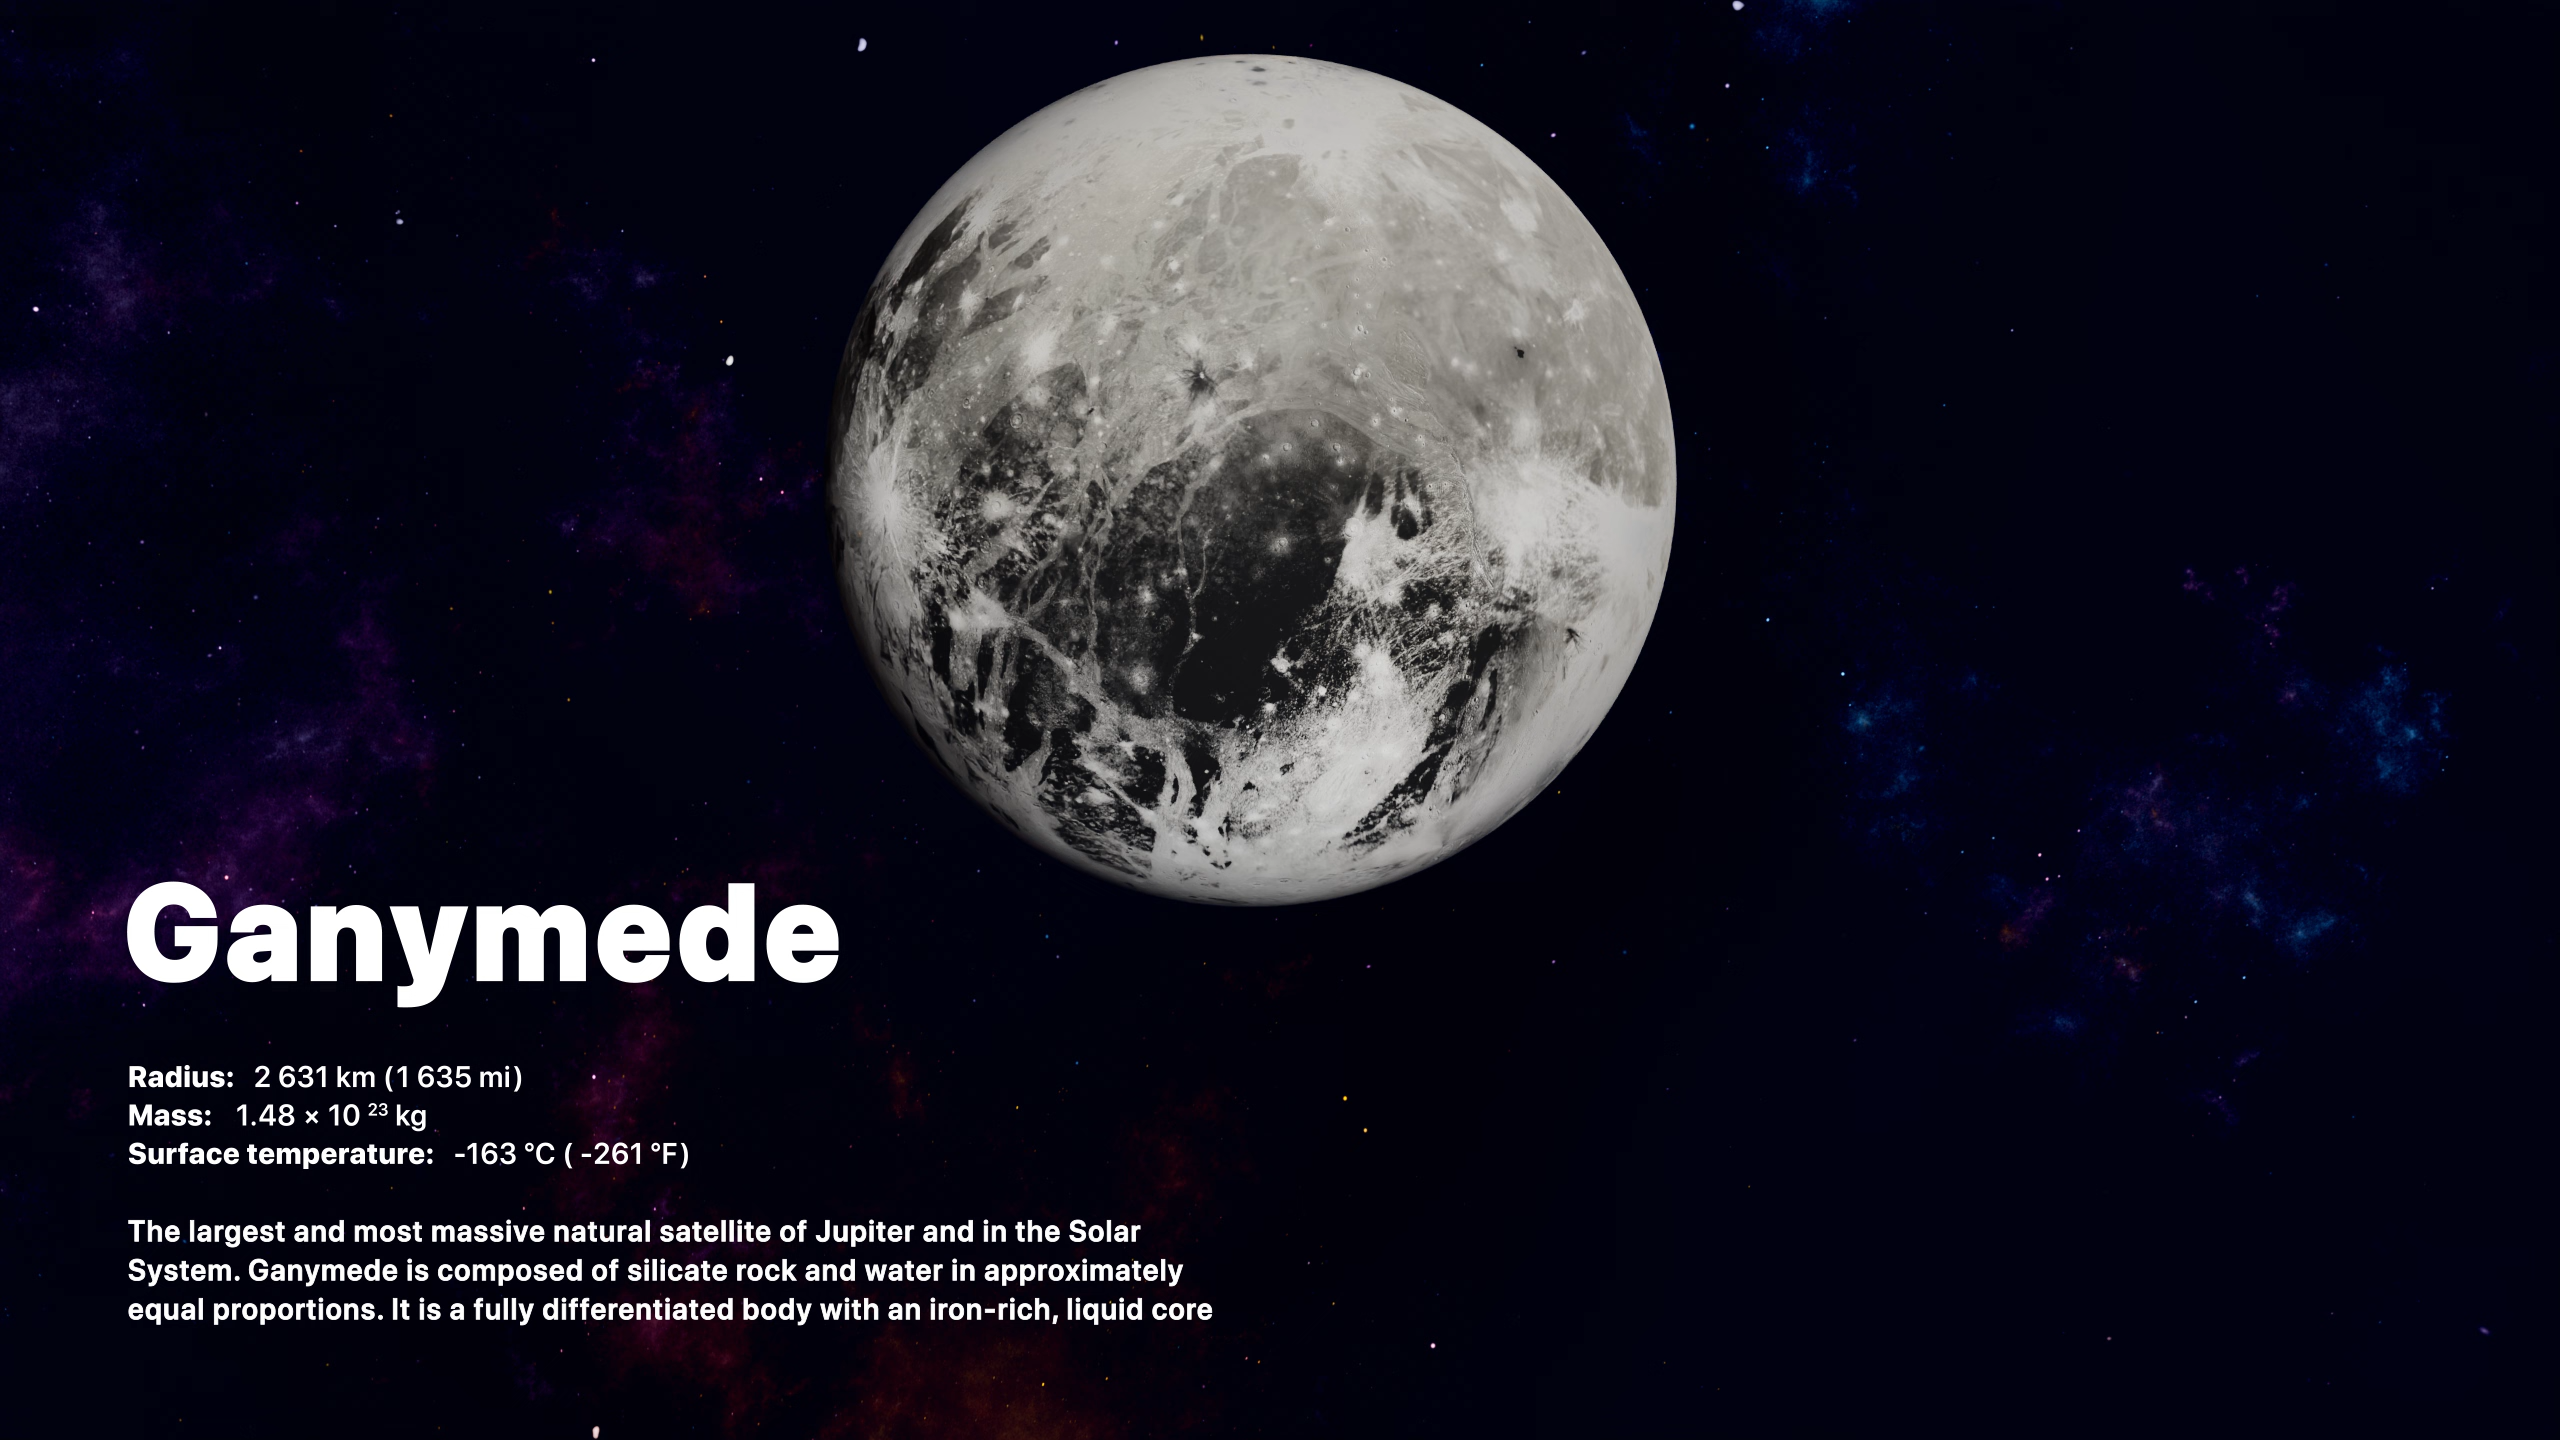 Ganymede
Radius: 2 631 km (1 635 mi)
Mass: 1.48 × 10 ²³ kg
Surface temperature: -163 °C ( -261 °F)
The largest and most massive natural satellite of Jupiter and in the Solar
System. Ganymede is composed of silicate rock and water in approximately
equal proportions. It is a fully differentiated body with an iron-rich, liquid core